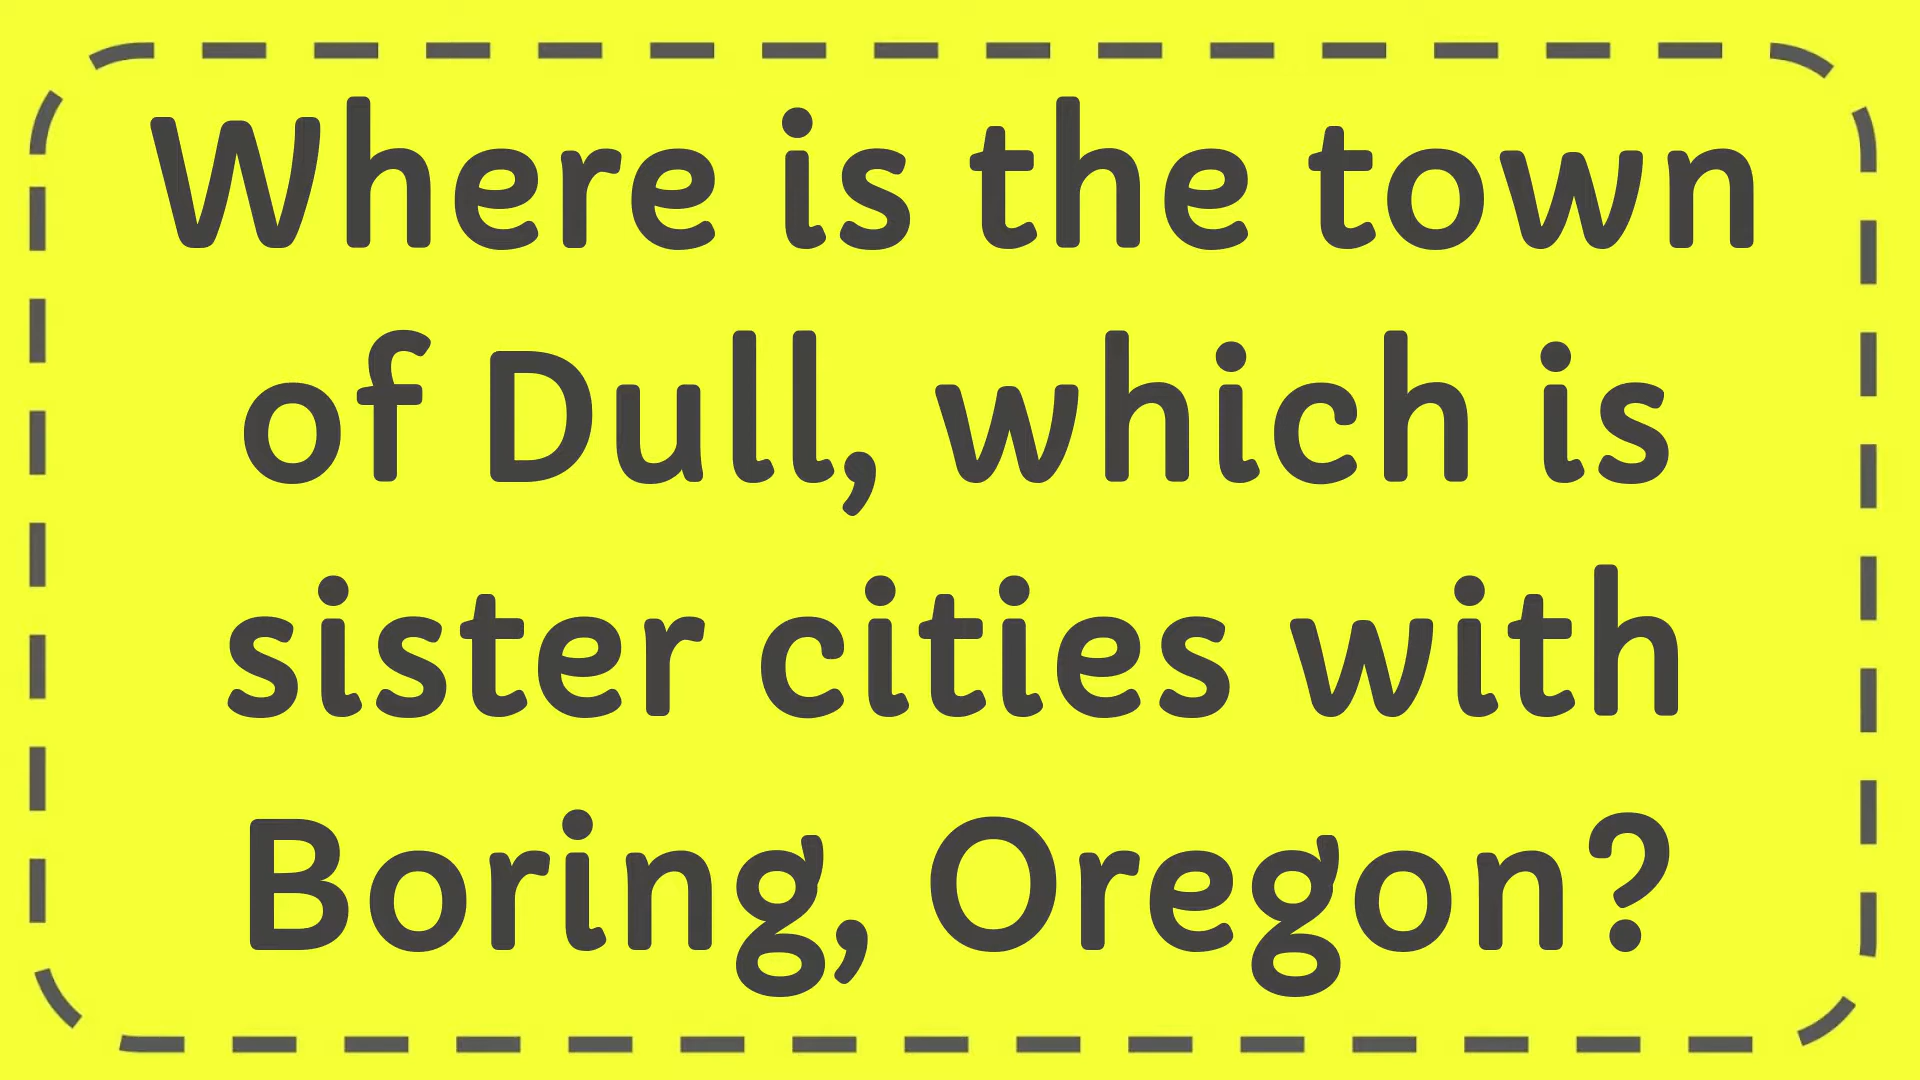 Where is the town
of Dull, which is
sister cities with
Boring, Oregon?